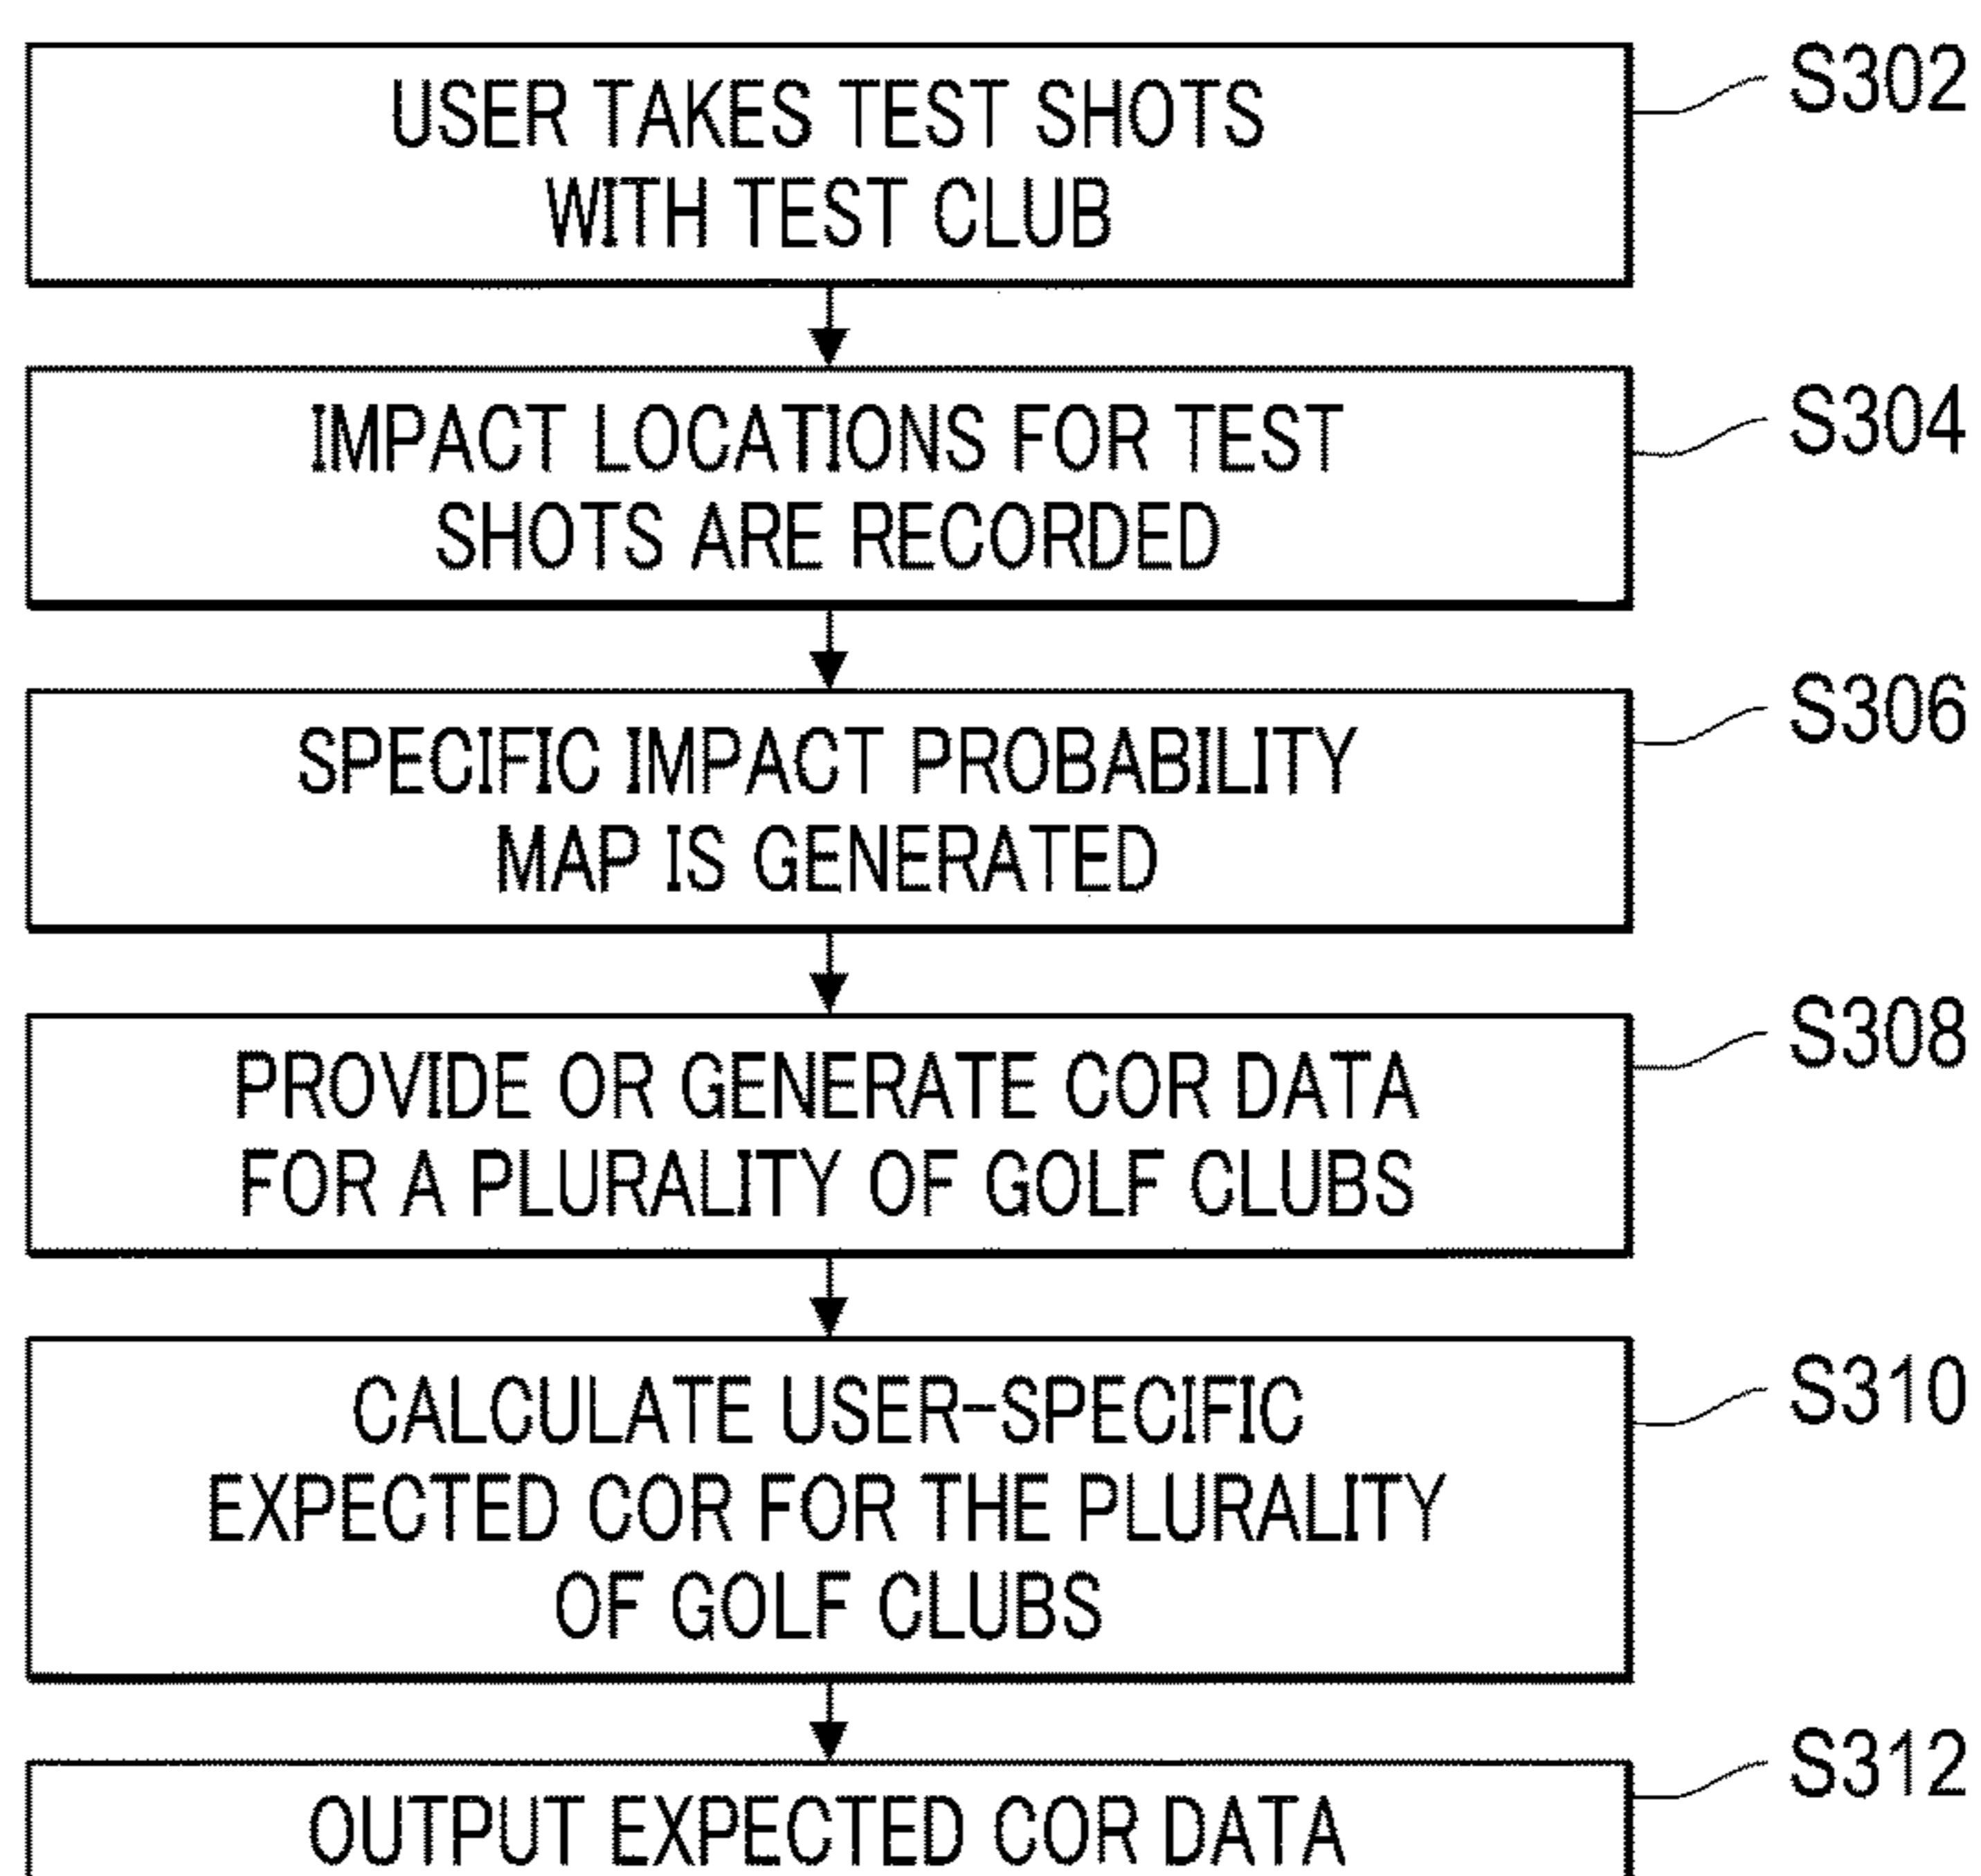 USER TAKES TEST SHOTS
WITH TEST CLUB
S302
IMPACT LOCATIONS FOR TEST
SHOTS ARE RECORDED
S304
SPECIFIC IMPACT PROBABILITY
MAP IS GENERATED
S306
PROVIDE OR GENERATE COR DATA
FOR A PLURALITY OF GOLF CLUBS
S308
CALCULATE USER-SPECIFIC
EXPECTED COR FOR THE PLURALITY
OF GOLF CLUBS
S310
OUTPUT EXPECTED COR DATA
S312